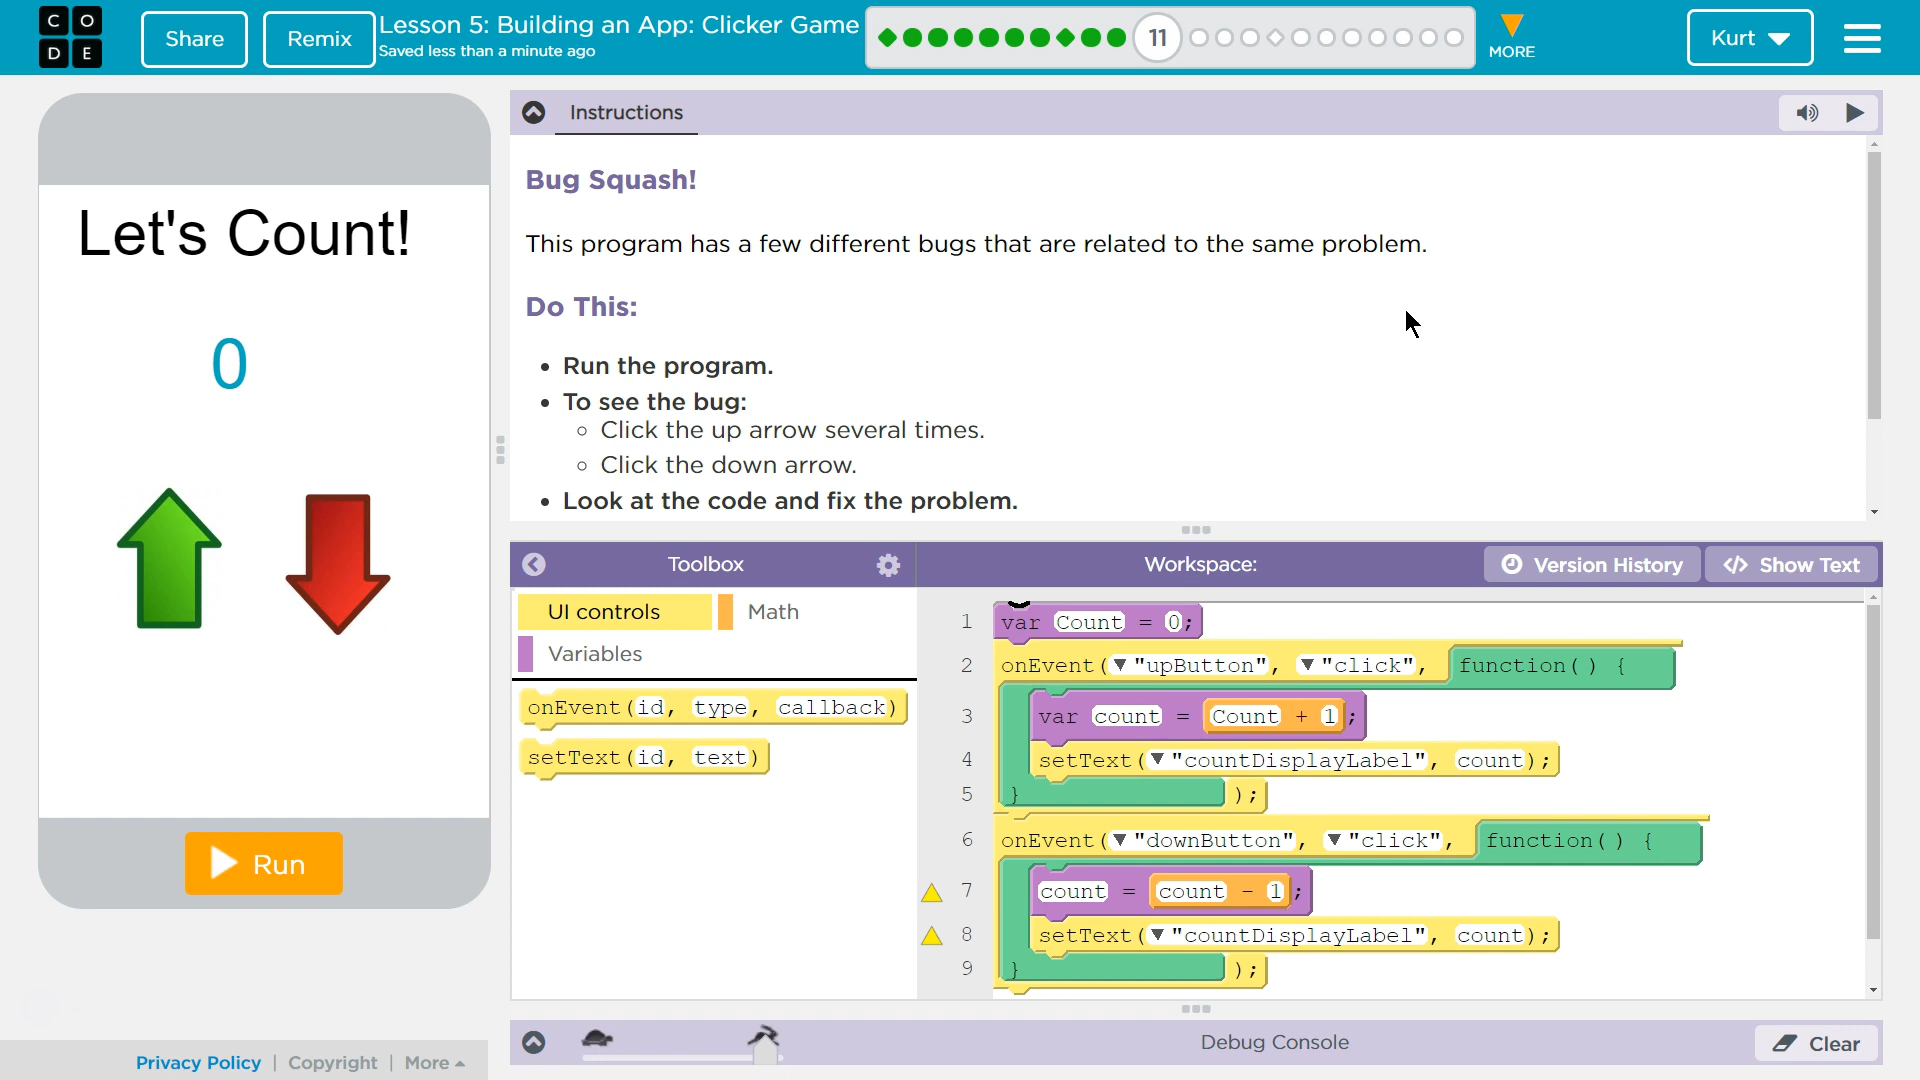 CODE
Share
Remix
Lesson 5: Building an App: Clicker Game
Saved less than a minute ago
11
MORE
Kurt
Let's Count!
0
Run
Instructions
Bug Squash!
This program has a few different bugs that are related to the same problem.
Do This:
Run the program.
To see the bug:
Click the up arrow several times.
Click the down arrow.
Look at the code and fix the problem.
Toolbox
Workspace:
Version History
</> Show Text
UI controls
Math
Variables
onEvent(id, type, callback)
setText(id, text)
1 var Count = 0;
2 onEvent(▼"upButton", ▼"click", function() {
3 var count = Count + 1;
4 setText(▼"countDisplayLabel", count);
5 } );
6 onEvent(▼"downButton", ▼"click", function() {
7 count = count - 1;
8 setText(▼"countDisplayLabel", count);
9 } );
Debug Console
Clear
Privacy Policy | Copyright | More